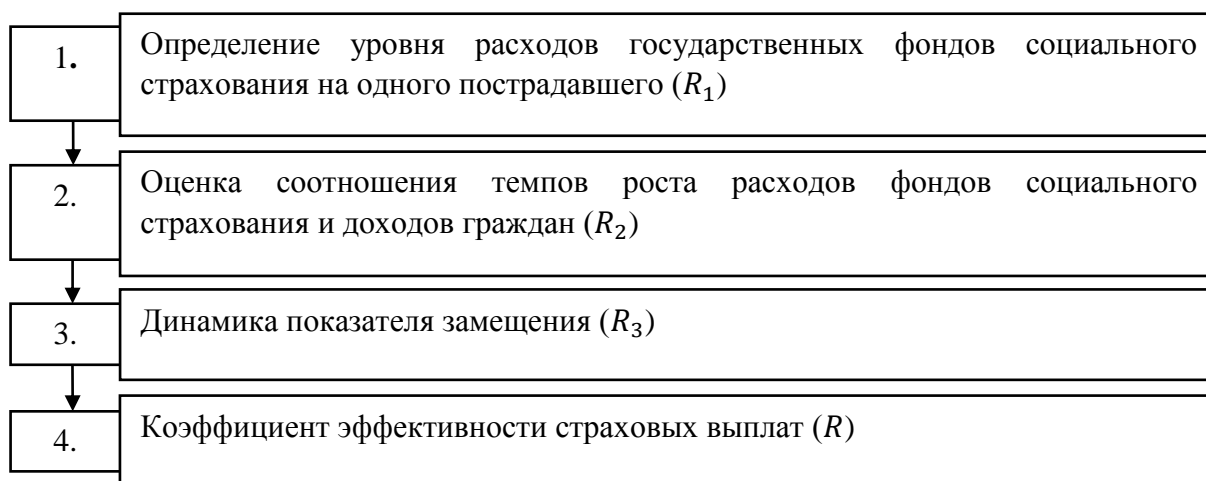 1. Определение уровня расходов государственных фондов социального
страхования на одного пострадавшего (R₁)
2. Оценка соотношения темпов роста расходов фондов социального
страхования и доходов граждан (R₂)
3. Динамика показателя замещения (R₃)
4. Коэффициент эффективности страховых выплат (R)